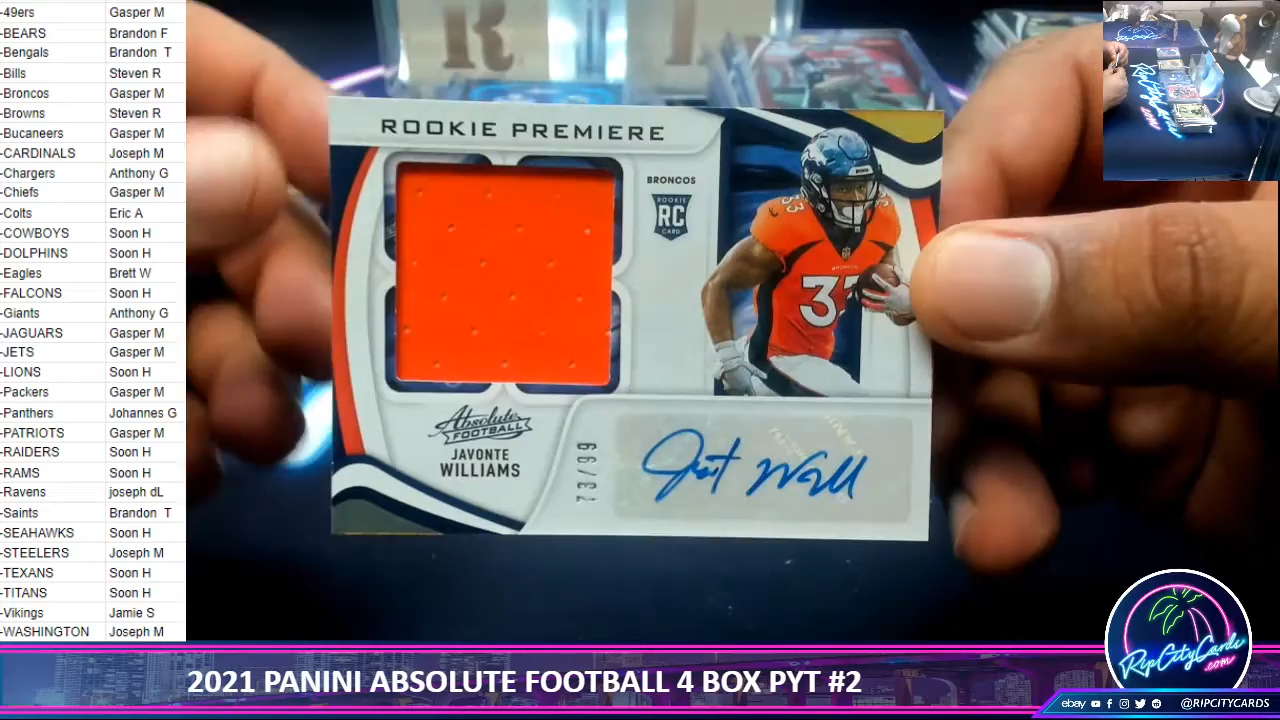 -49ers Gasper M
-BEARS Brandon F
-Bengals Brandon T
-Bills Steven R
-Broncos Gasper M
-Browns Steven R
-Bucaneers Gasper M
-CARDINALS Joseph M
-Chargers Anthony G
-Chiefs Gasper M
-Colts Eric A
-COWBOYS Soon H
-DOLPHINS Soon H
-Eagles Brett W
-FALCONS Soon H
-Giants Anthony G
-JAGUARS Gasper M
-JETS Gasper M
-LIONS Soon H
-Packers Gasper M
-Panthers Johannes G
-PATRIOTS Gasper M
-RAIDERS Soon H
-RAMS Soon H
-Ravens joseph dL
-Saints Brandon T
-SEAHAWKS Soon H
-STEELERS Joseph M
-TEXANS Soon H
-TITANS Soon H
-Vikings Jamie S
-WASHINGTON Joseph M
ROOKIE PREMIERE
BRONCOS
ROOKIE
RC
CARD
33
BRONCOS
33
Absolute
FOOTBALL
JAVONTE
WILLIAMS
73/99
2021 PANINI ABSOLUTE FOOTBALL 4 BOX PYT #2
RipCityCards
.com
ebay @RIPCITYCARDS